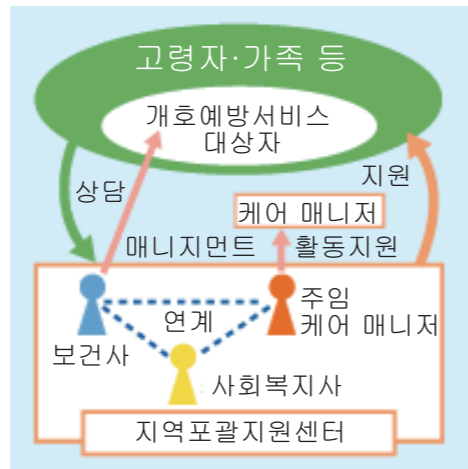 고령자·가족 등
개호예방서비스
대상자
상담
지원
케어 매니저
매니지먼트
활동지원
주임
케어 매니저
연계
보건사
사회복지사
지역포괄지원센터